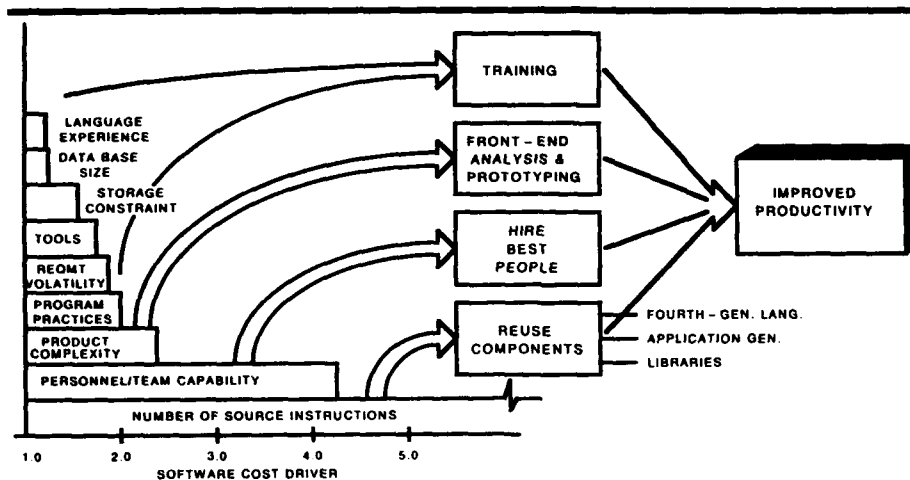 TRAINING
LANGUAGE
EXPERIENCE
DATA BASE
SIZE
STORAGE
CONSTRAINT
TOOLS
REQMT
VOLATILITY
PROGRAM
PRACTICES
PRODUCT
COMPLEXITY
PERSONNEL/TEAM CAPABILITY
NUMBER OF SOURCE INSTRUCTIONS
1.0 2.0 3.0 4.0 5.0
SOFTWARE COST DRIVER
FRONT-END
ANALYSIS &
PROTOTYPING
HIRE
BEST
PEOPLE
REUSE
COMPONENTS
FOURTH-GEN. LANG.
APPLICATION GEN.
LIBRARIES
IMPROVED
PRODUCTIVITY